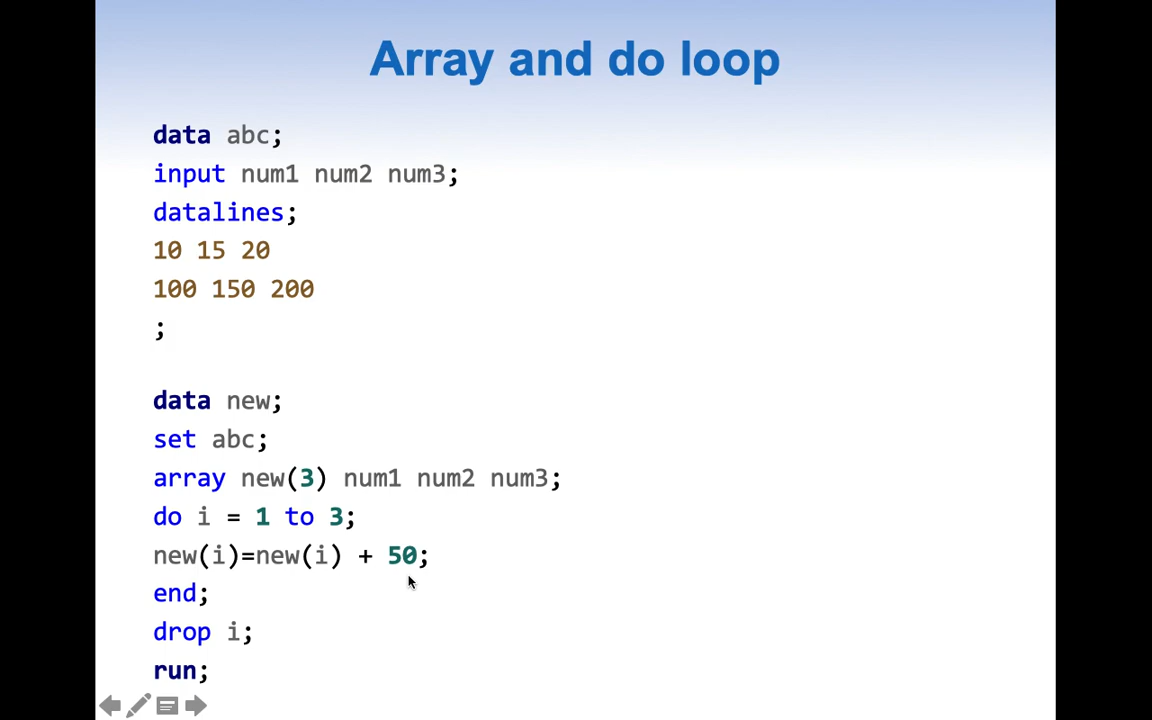 Array and do loop
data abc;
input num1 num2 num3;
datalines;
10 15 20
100 150 200
;
data new;
set abc;
array new(3) num1 num2 num3;
do i = 1 to 3;
new(i)=new(i) + 50;
end;
drop i;
run;